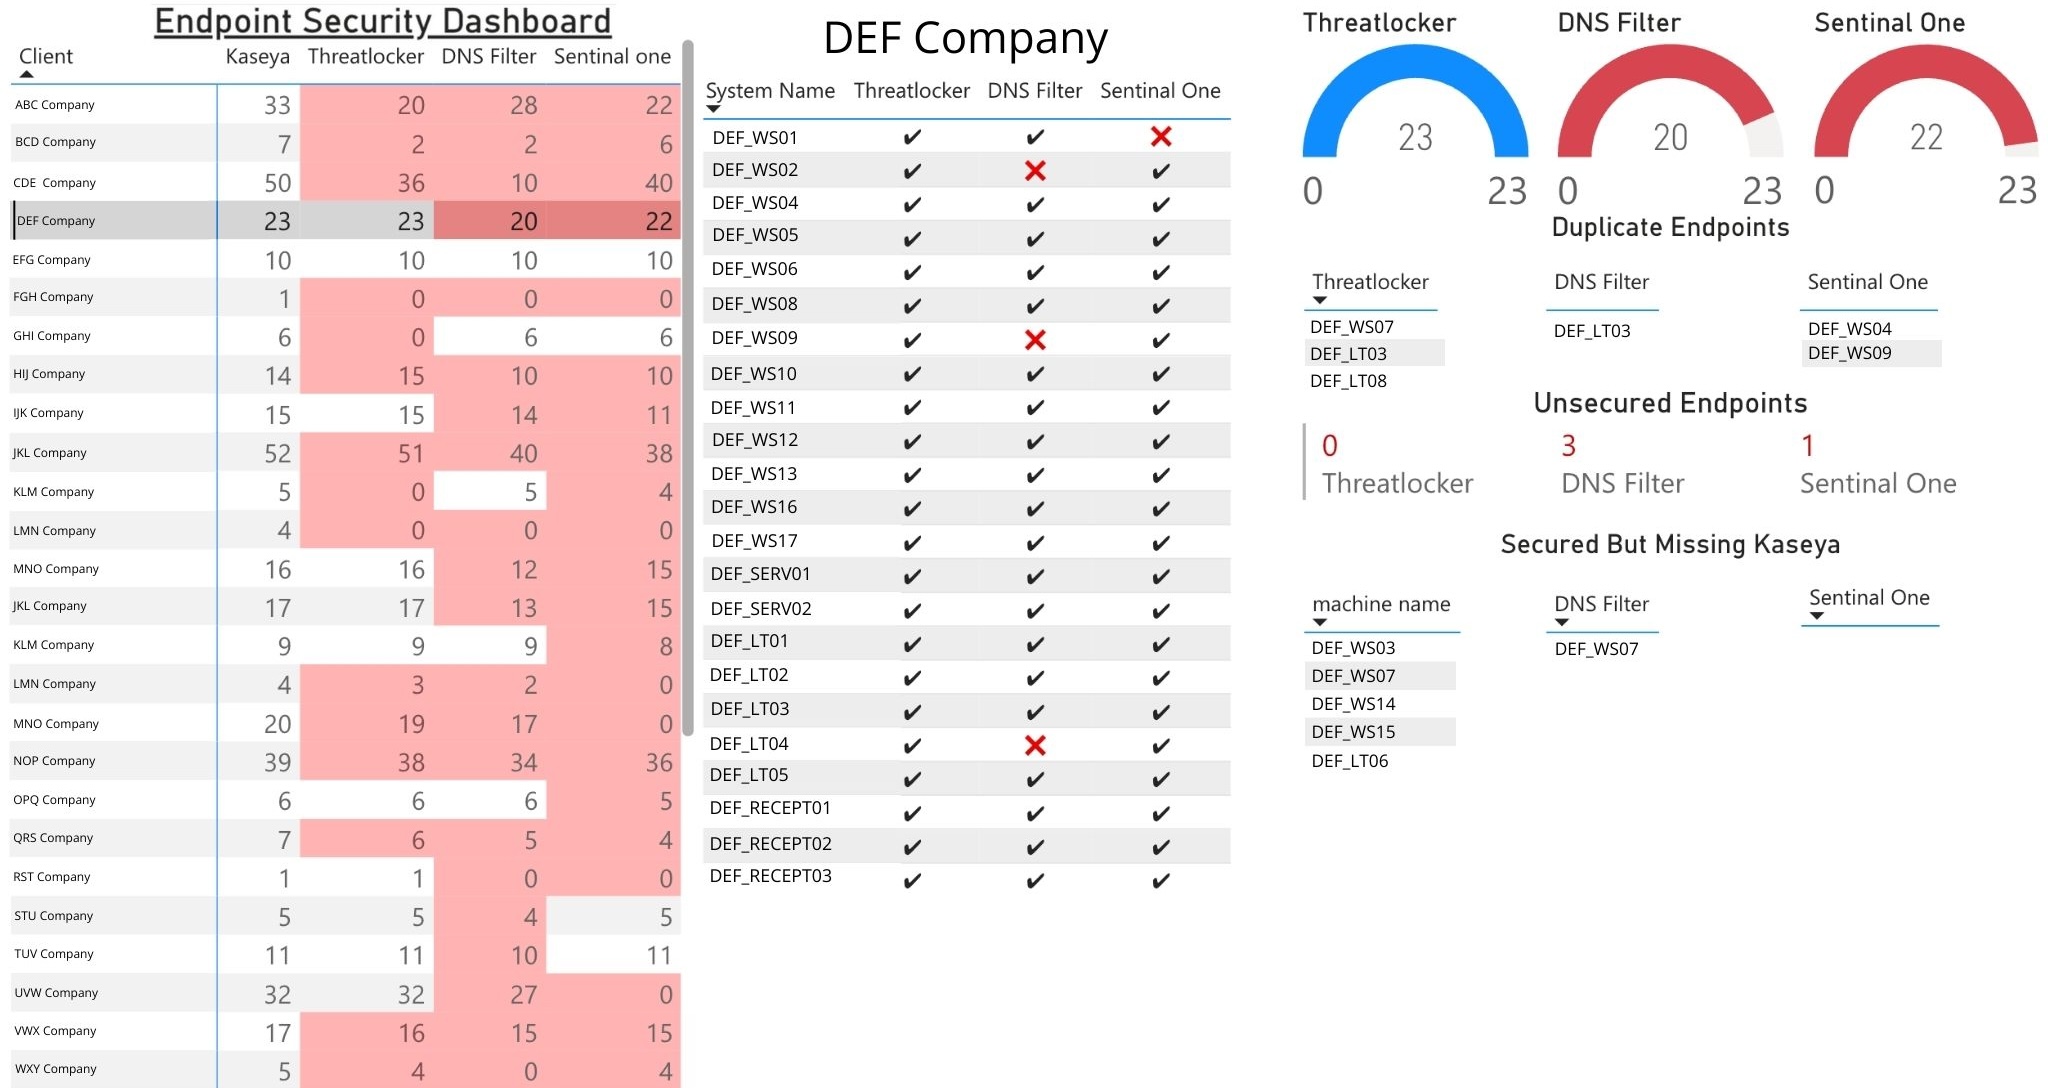 Endpoint Security Dashboard
Client Kaseya Threatlocker DNS Filter Sentinal one
ABC Company 33 20 28 22
BCD Company 7 2 2 6
CDE Company 50 36 10 40
DEF Company 23 23 20 22
EFG Company 10 10 10 10
FGH Company 1 0 0 0
GHI Company 6 0 6 6
HIJ Company 14 15 10 10
IJK Company 15 15 14 11
JKL Company 52 51 40 38
KLM Company 5 0 5 4
LMN Company 4 0 0 0
MNO Company 16 16 12 15
JKL Company 17 17 13 15
KLM Company 9 9 9 8
LMN Company 4 3 2 0
MNO Company 20 19 17 0
NOP Company 39 38 34 36
OPQ Company 6 6 6 5
QRS Company 7 6 5 4
RST Company 1 1 0 0
STU Company 5 5 4 5
TUV Company 11 11 10 11
UVW Company 32 32 27 0
VWX Company 17 16 15 15
WXY Company 5 4 0 4
DEF Company
System Name Threatlocker DNS Filter Sentinal One
DEF_WS01 ✔ ✔ ❌
DEF_WS02 ✔ ❌ ✔
DEF_WS04 ✔ ✔ ✔
DEF_WS05 ✔ ✔ ✔
DEF_WS06 ✔ ✔ ✔
DEF_WS08 ✔ ✔ ✔
DEF_WS09 ✔ ❌ ✔
DEF_WS10 ✔ ✔ ✔
DEF_WS11 ✔ ✔ ✔
DEF_WS12 ✔ ✔ ✔
DEF_WS13 ✔ ✔ ✔
DEF_WS16 ✔ ✔ ✔
DEF_WS17 ✔ ✔ ✔
DEF_SERV01 ✔ ✔ ✔
DEF_SERV02 ✔ ✔ ✔
DEF_LT01 ✔ ✔ ✔
DEF_LT02 ✔ ✔ ✔
DEF_LT03 ✔ ✔ ✔
DEF_LT04 ✔ ❌ ✔
DEF_LT05 ✔ ✔ ✔
DEF_RECEPT01 ✔ ✔ ✔
DEF_RECEPT02 ✔ ✔ ✔
DEF_RECEPT03 ✔ ✔ ✔
Threatlocker DNS Filter Sentinal One
23 20 22
0 23 0 23 0 23
Duplicate Endpoints
Threatlocker DNS Filter Sentinal One
DEF_WS07 DEF_LT03 DEF_WS04
DEF_LT03 DEF_WS09
DEF_LT08
Unsecured Endpoints
0 3 1
Threatlocker DNS Filter Sentinal One
Secured But Missing Kaseya
machine name DNS Filter Sentinal One
DEF_WS03 DEF_WS07
DEF_WS07
DEF_WS14
DEF_WS15
DEF_LT06